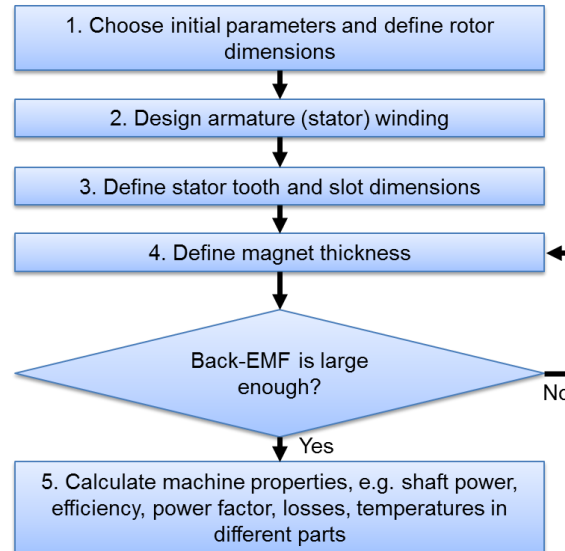 1. Choose initial parameters and define rotor
dimensions
2. Design armature (stator) winding
3. Define stator tooth and slot dimensions
4. Define magnet thickness
Back-EMF is large
enough?
No
Yes
5. Calculate machine properties, e.g. shaft power,
efficiency, power factor, losses, temperatures in
different parts